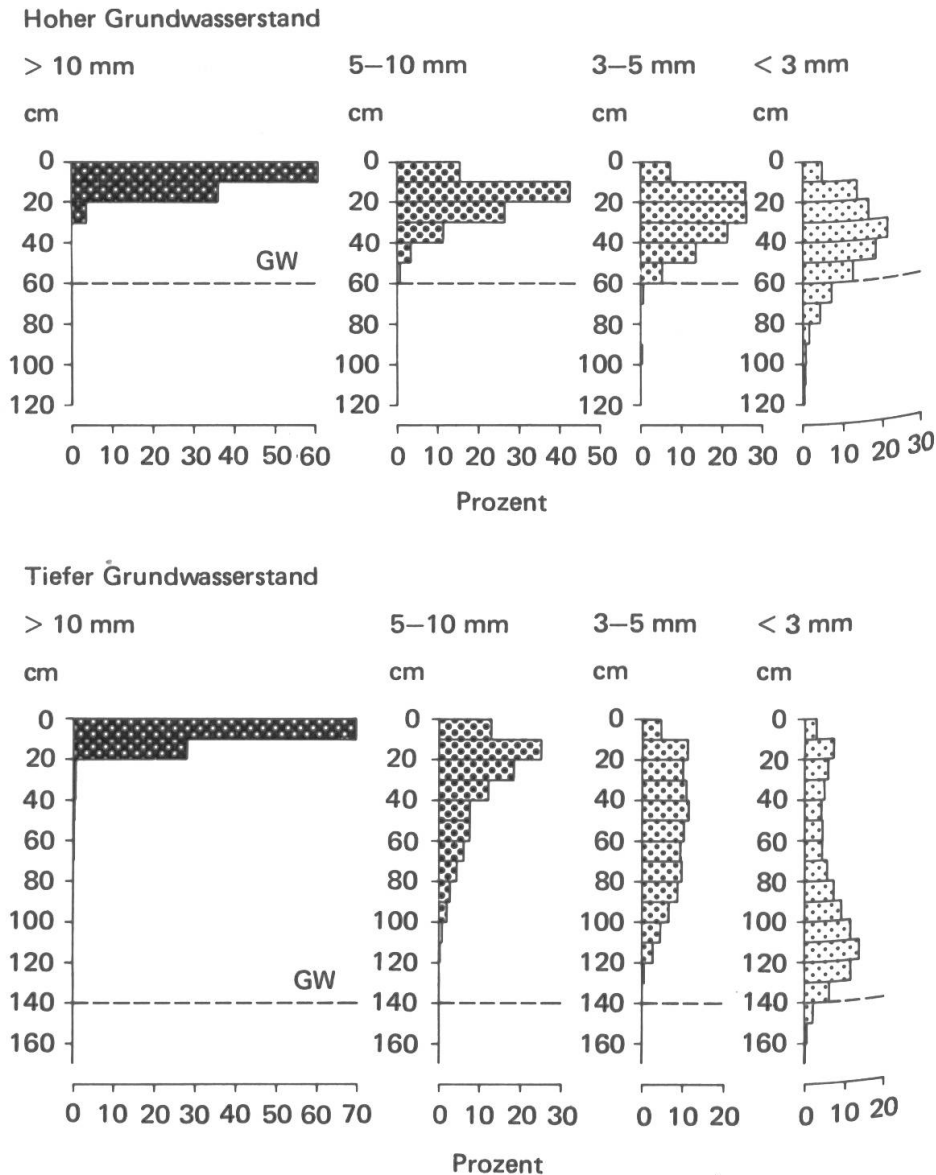 Hoher Grundwasserstand
> 10 mm 5–10 mm 3–5 mm < 3 mm
cm cm cm cm
0 0 0 0
20 20 20 20
40 40 40 40
GW
60 60 60 60
80 80 80 80
100 100 100 100
120 120 120 120
0 10 20 30 40 50 60 0 10 20 30 40 50 0 10 20 30 0 10 20 30
Prozent
Tiefer Grundwasserstand
> 10 mm 5–10 mm 3–5 mm < 3 mm
cm cm cm cm
0 0 0 0
20 20 20 20
40 40 40 40
60 60 60 60
80 80 80 80
100 100 100 100
120 120 120 120
GW
140 140 140 140
160 160 160 160
0 10 20 30 40 50 60 70 0 10 20 30 0 10 20 0 10 20
Prozent